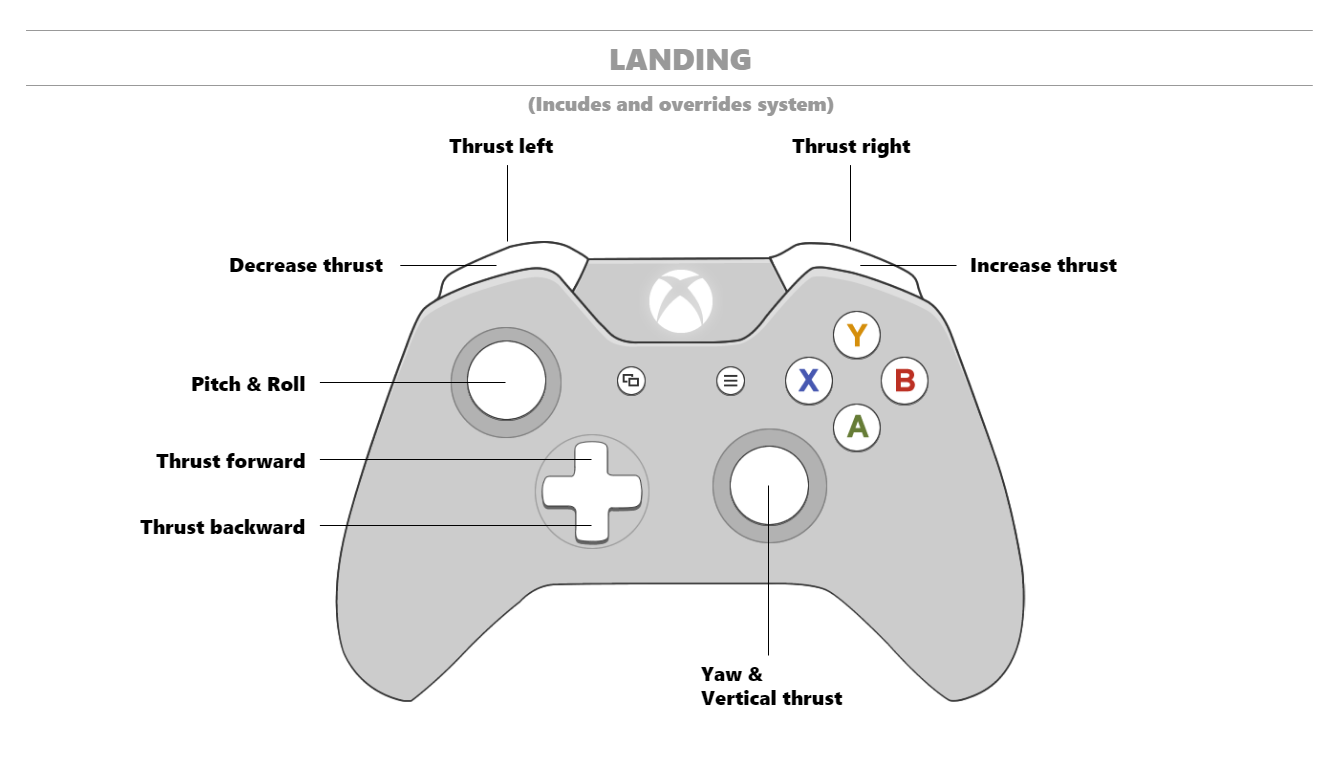 LANDING
(Incudes and overrides system)
Thrust left
Thrust right
Decrease thrust
Increase thrust
Y
Pitch & Roll
X
B
A
Thrust forward
Thrust backward
Yaw &
Vertical thrust